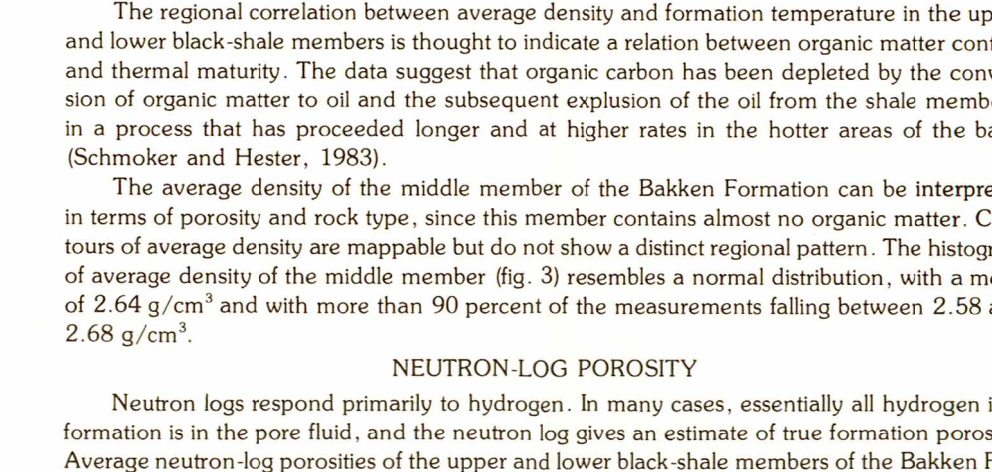 The regional correlation between average density and formation temperature in the up
and lower black-shale members is thought to indicate a relation between organic matter cont
and thermal maturity. The data suggest that organic carbon has been depleted by the conv
sion of organic matter to oil and the subsequent explusion of the oil from the shale memb
in a process that has proceeded longer and at higher rates in the hotter areas of the ba
(Schmoker and Hester, 1983).
The average density of the middle member of the Bakken Formation can be interpre
in terms of porosity and rock type, since this member contains almost no organic matter. C
tours of average density are mappable but do not show a distinct regional pattern. The histogr
of average density of the middle member (fig. 3) resembles a normal distribution, with a me
of 2.64 g/cm³ and with more than 90 percent of the measurements falling between 2.58 a
2.68 g/cm³.
NEUTRON-LOG POROSITY
Neutron logs respond primarily to hydrogen. In many cases, essentially all hydrogen i
formation is in the pore fluid, and the neutron log gives an estimate of true formation poros
Average neutron-log porosities of the upper and lower black-shale members of the Bakken F